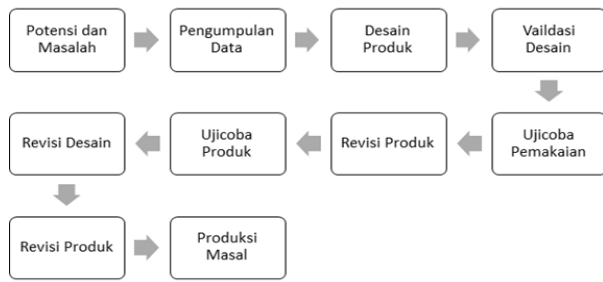 Potensi dan
Masalah
Pengumpulan
Data
Desain
Produk
Vaildasi
Desain
Ujicoba
Pemakaian
Revisi Produk
Ujicoba
Produk
Revisi Desain
Revisi Produk
Produksi
Masal